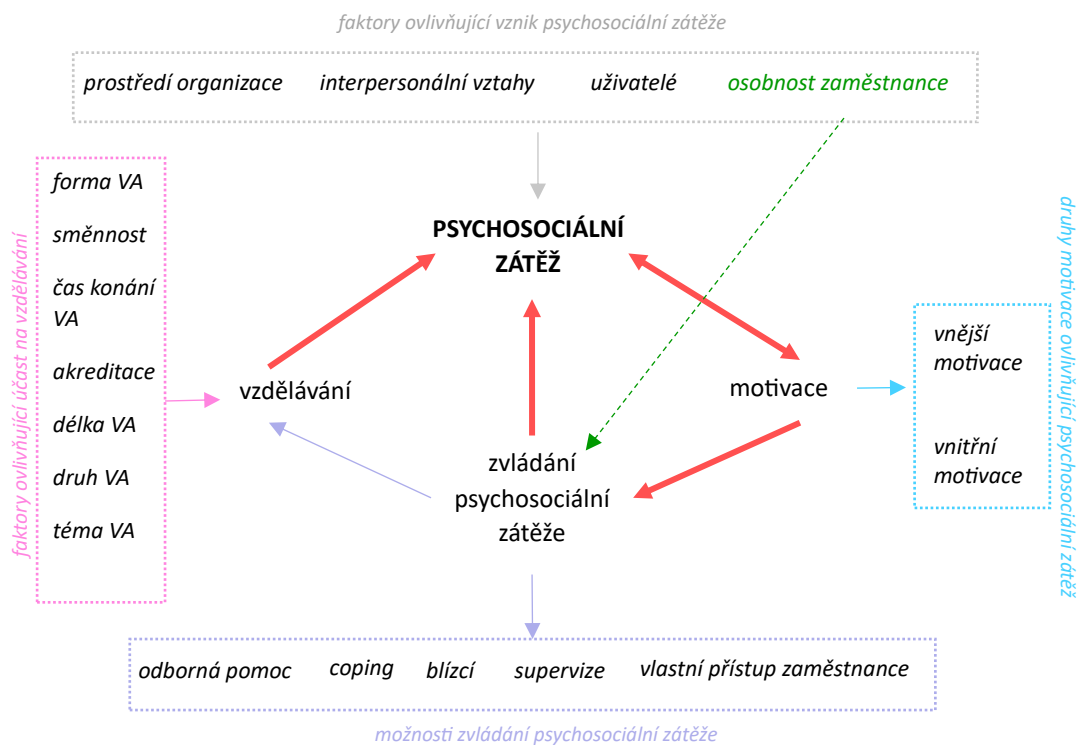 faktory ovlivňující vznik psychosociální zátěže
prostředí organizace interpersonální vztahy uživatelé osobnost zaměstnance
faktory ovlivňující účast na vzdělávání
forma VA
směnnost
čas konání
VA
akreditace
délka VA
druh VA
téma VA
PSYCHOSOCIÁLNÍ
ZÁTĚŽ
vzdělávání
motivace
zvládání
psychosociální
zátěže
vnější
motivace
vnitřní
motivace
druhy motivace ovlivňující psychosociální zátěž
odborná pomoc coping blízcí supervize vlastní přístup zaměstnance
možnosti zvládání psychosociální zátěže